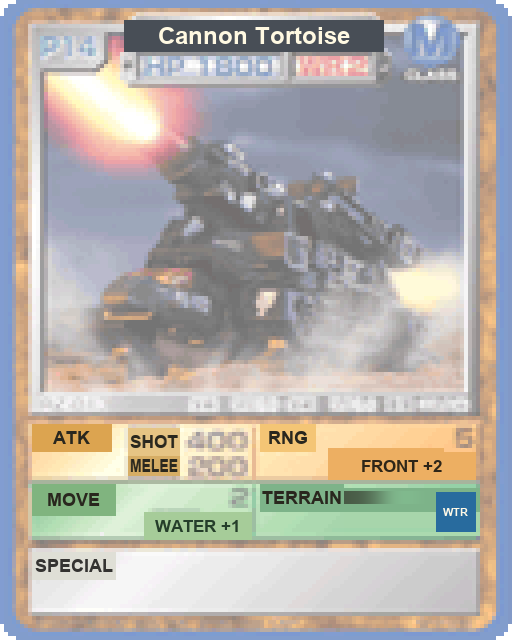 Cannon Tortoise
P14
HP 1800
M
CLASS
ATK
SHOT 400
MELEE 200
RNG 5
FRONT +2
MOVE 2
WATER +1
TERRAIN
WTR
SPECIAL